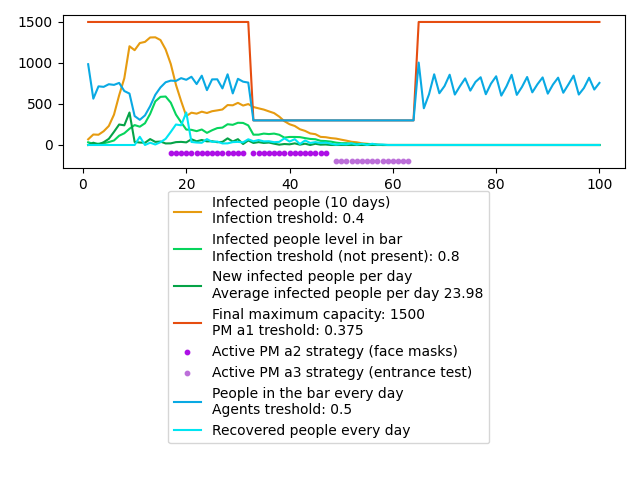 1500
1000
500
0
0 20 40 60 80 100
Infected people (10 days)
Infection treshold: 0.4
Infected people level in bar
Infection treshold (not present): 0.8
New infected people per day
Average infected people per day 23.98
Final maximum capacity: 1500
PM a1 treshold: 0.375
Active PM a2 strategy (face masks)
Active PM a3 strategy (entrance test)
People in the bar every day
Agents treshold: 0.5
Recovered people every day